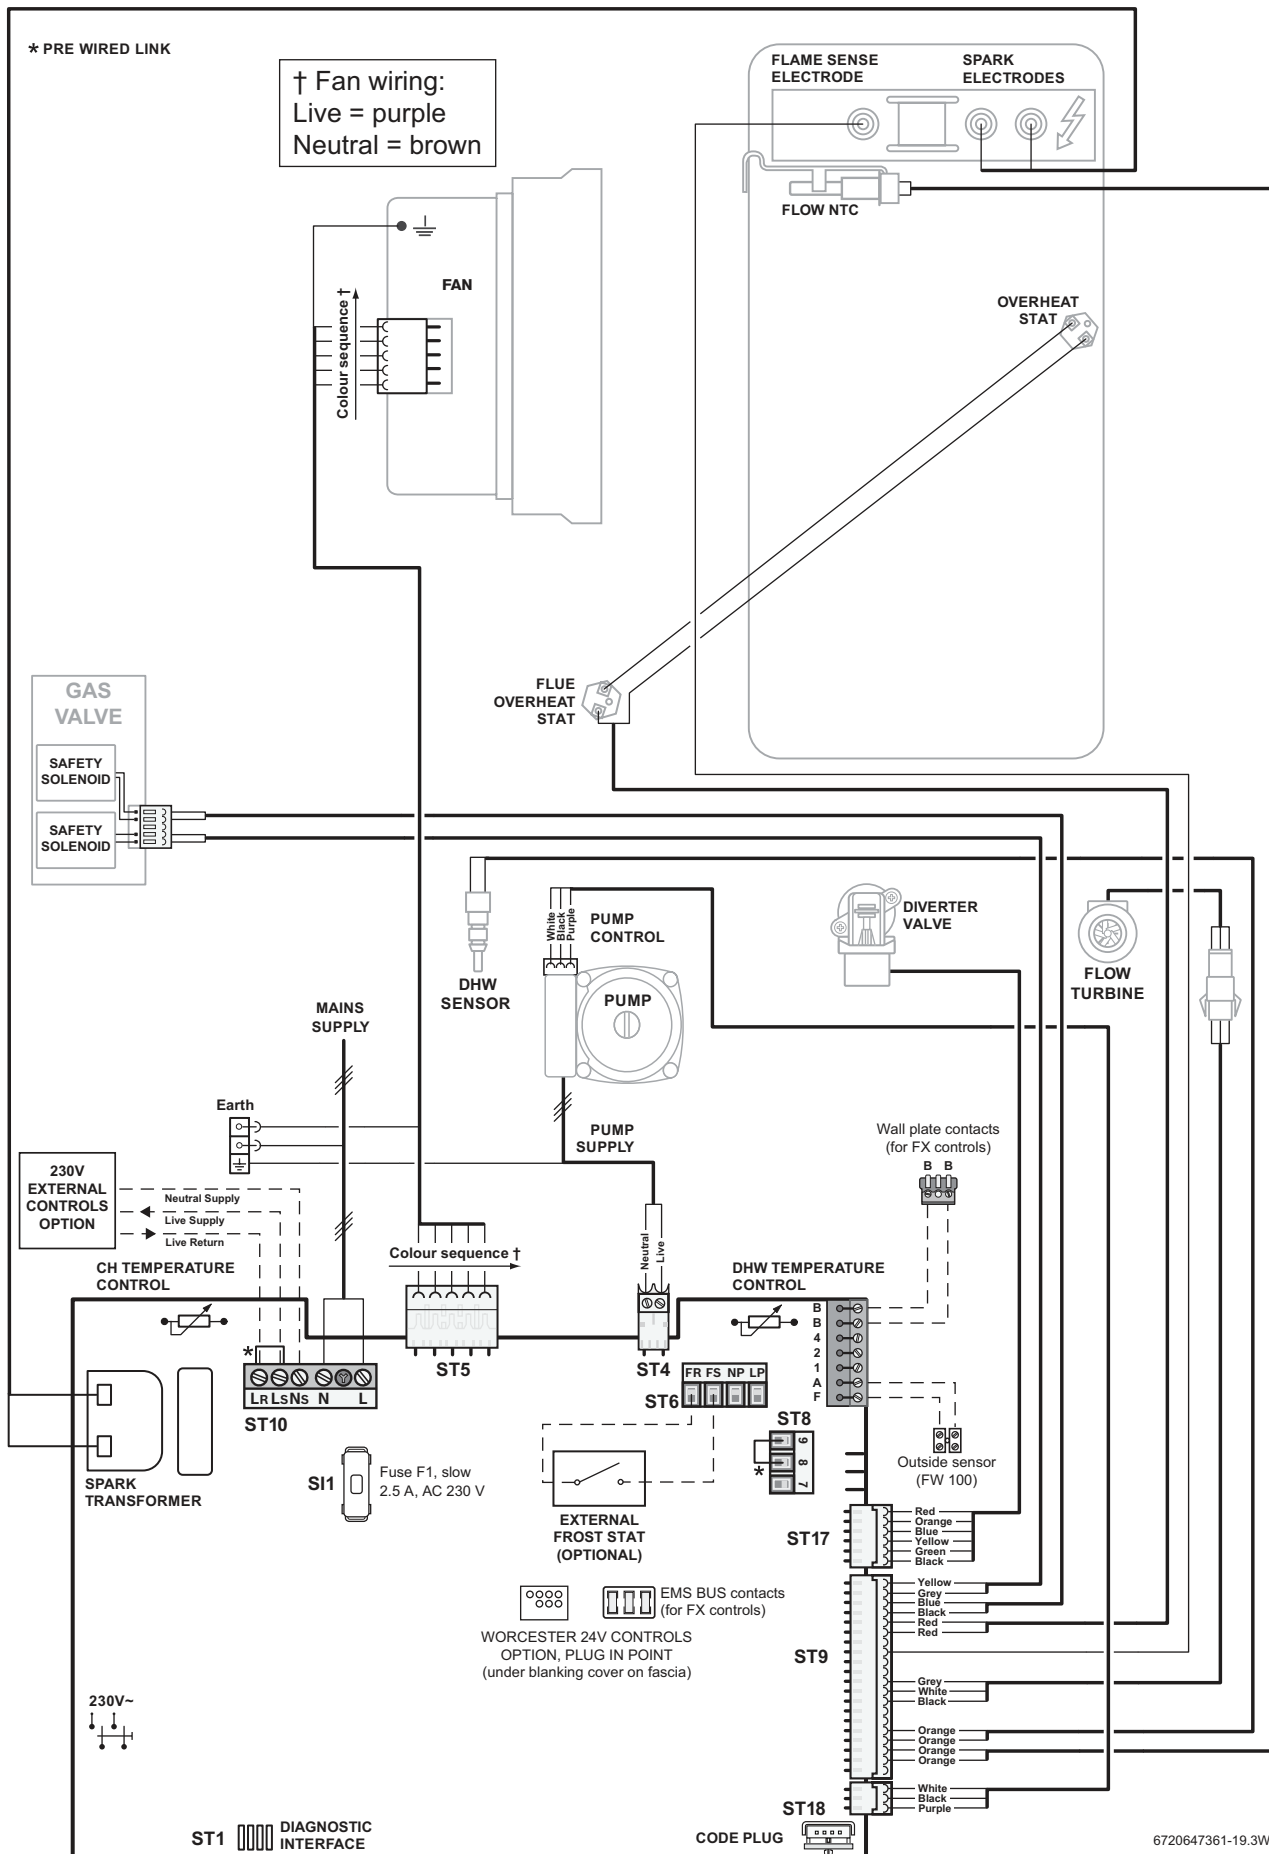 * PRE WIRED LINK
† Fan wiring:
Live = purple
Neutral = brown
FLAME SENSE
ELECTRODE
SPARK
ELECTRODES
FLOW NTC
FAN
Colour sequence †
OVERHEAT
STAT
FLUE
OVERHEAT
STAT
GAS
VALVE
SAFETY
SOLENOID
SAFETY
SOLENOID
White
Black
Purple
PUMP
CONTROL
DHW
SENSOR
PUMP
DIVERTER
VALVE
FLOW
TURBINE
MAINS
SUPPLY
Earth
PUMP
SUPPLY
Wall plate contacts
(for FX controls)
B B
230V
EXTERNAL
CONTROLS
OPTION
Neutral Supply
Live Supply
Live Return
Colour sequence †
Neutral
Live
CH TEMPERATURE
CONTROL
DHW TEMPERATURE
CONTROL
B
B
4
2
1
A
F
*
LR LS NS N L
ST10
ST5
ST4
FR FS NP LP
ST6
ST8
9
8
7
*
Outside sensor
(FW 100)
SPARK
TRANSFORMER
SI1
Fuse F1, slow
2.5 A, AC 230 V
EXTERNAL
FROST STAT
(OPTIONAL)
ST17
Red
Orange
Blue
Yellow
Green
Black
EMS BUS contacts
(for FX controls)
WORCESTER 24V CONTROLS
OPTION, PLUG IN POINT
(under blanking cover on fascia)
ST9
Yellow
Grey
Blue
Black
Red
Red
Grey
White
Black
Orange
Orange
Orange
Orange
230V~
ST18
White
Black
Purple
ST1
DIAGNOSTIC
INTERFACE
CODE PLUG
6720647361-19.3W